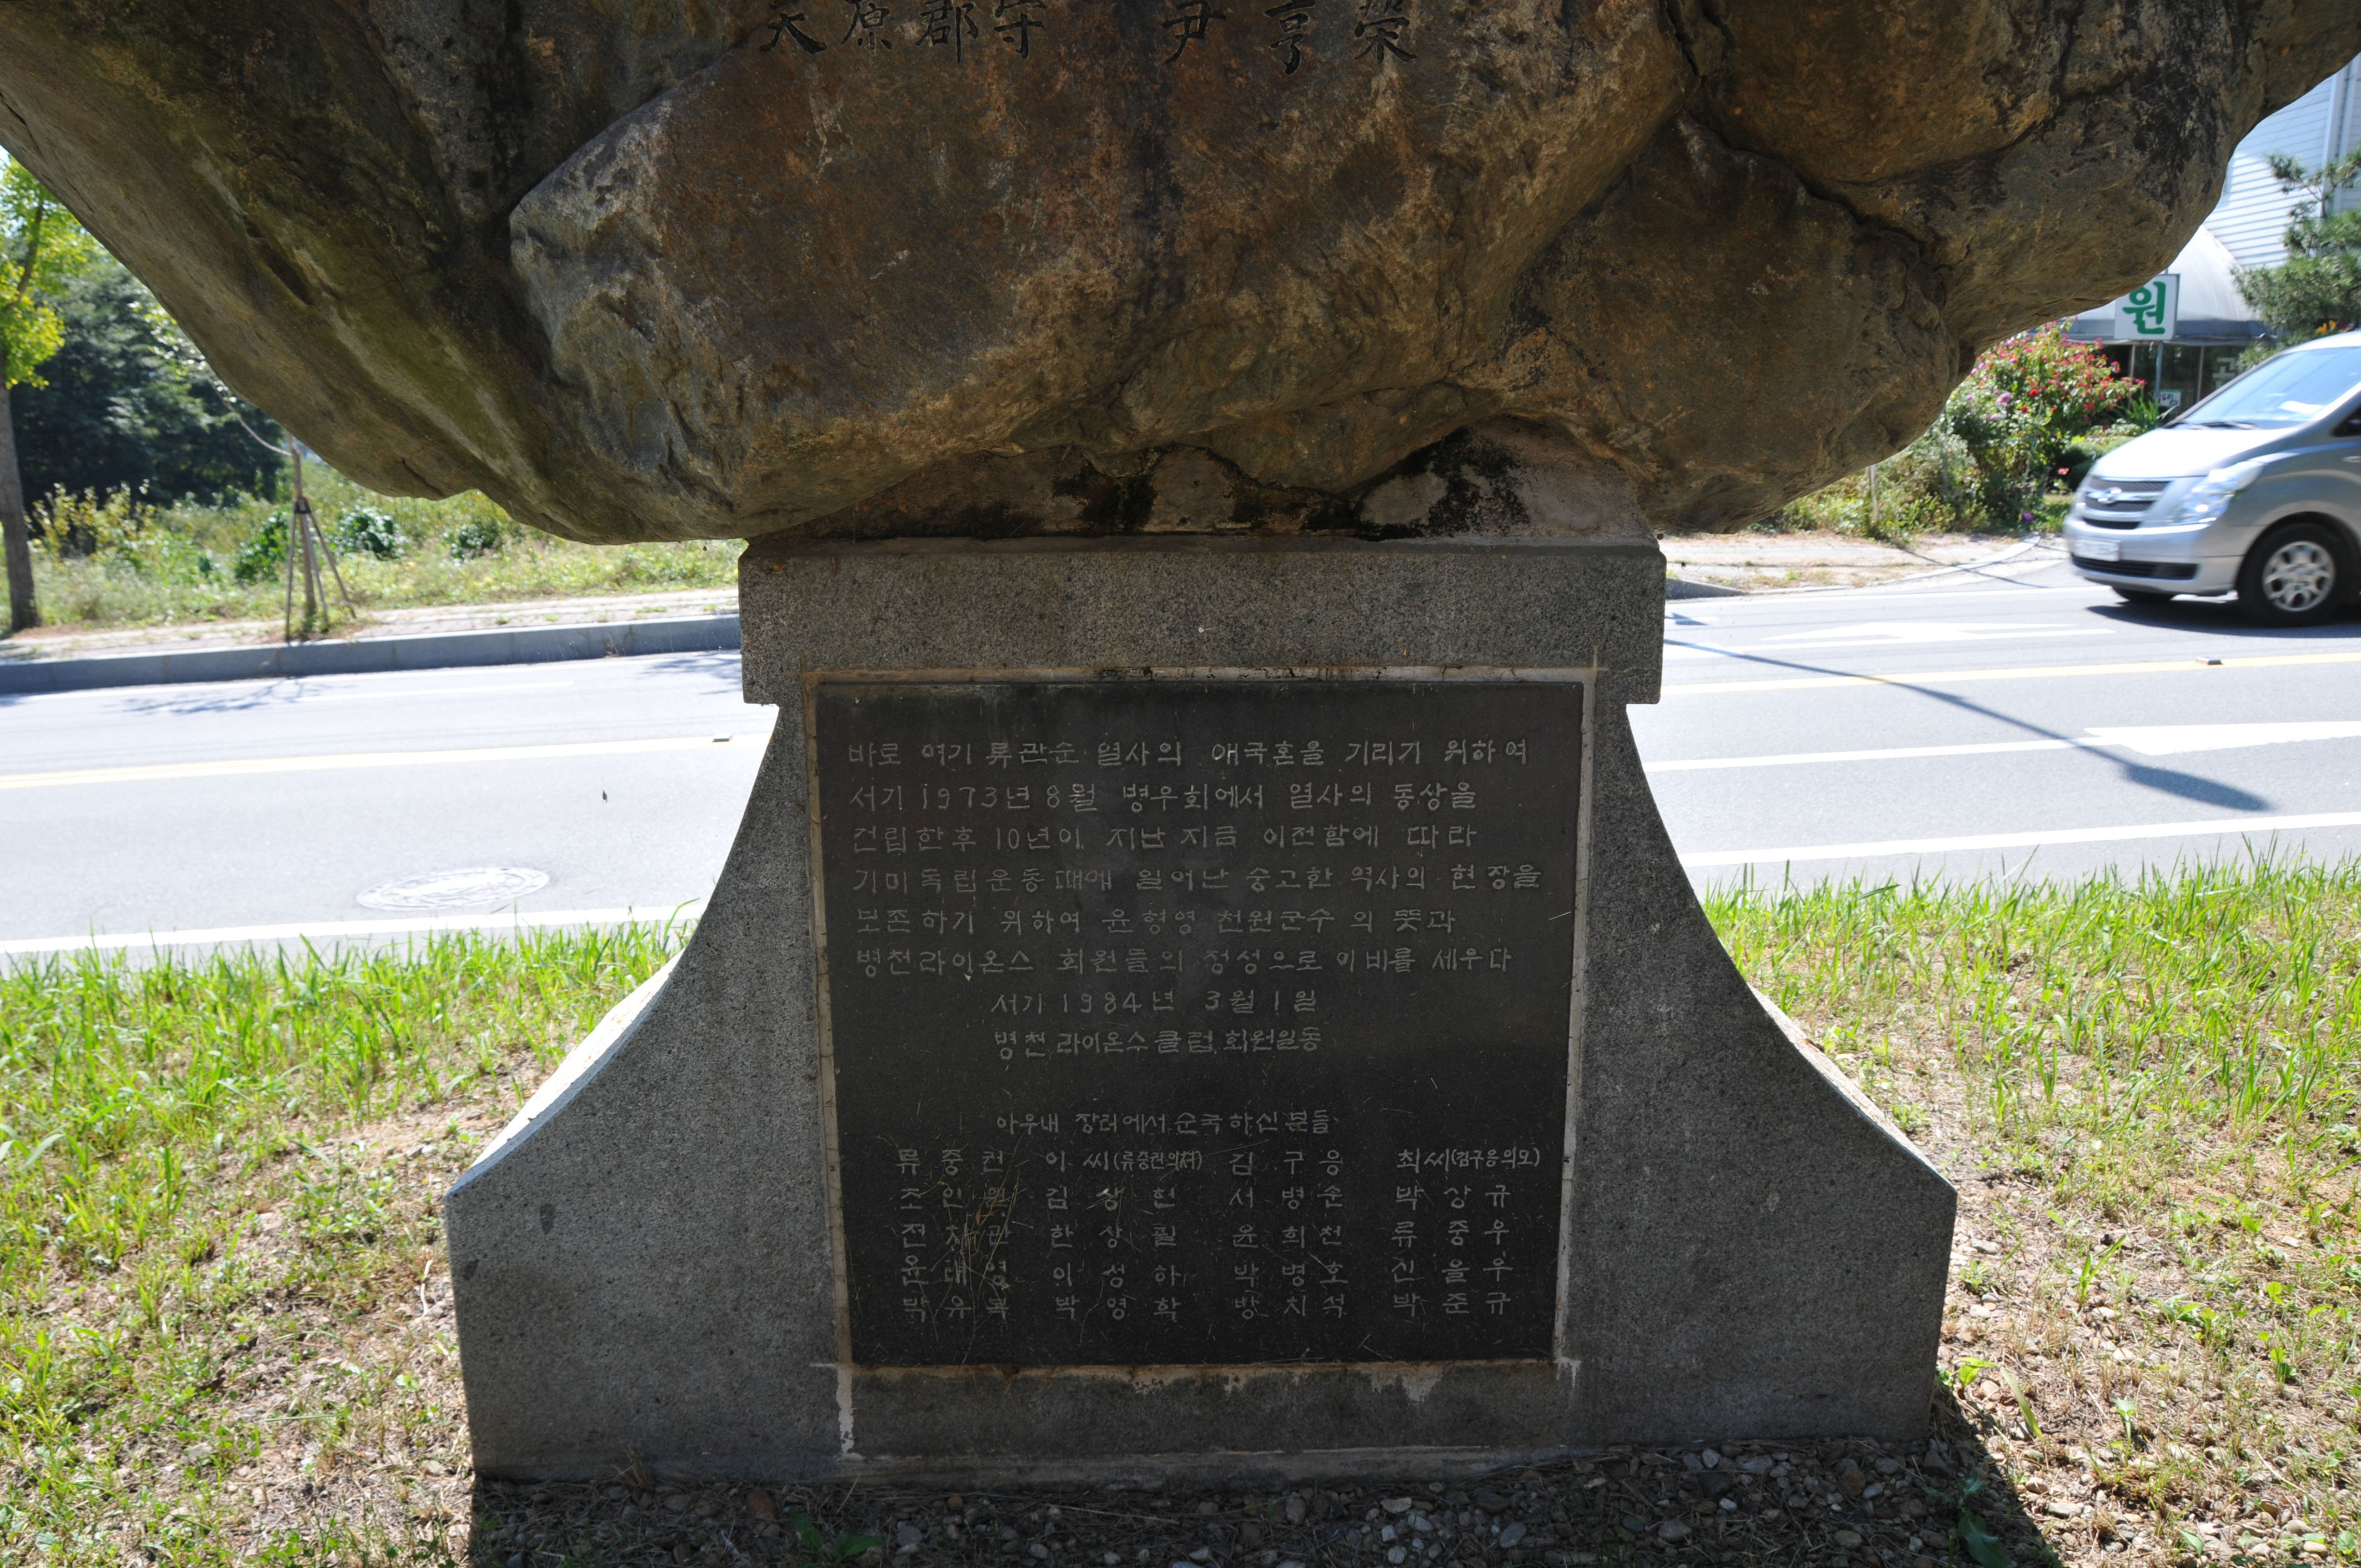 天原郡守 尹亨榮
원
바로 여기 류관순 열사의 애국혼을 기리기 위하여
서기 1973년 8월 병우회에서 열사의 동상을
건립한후 10년이 지난 지금 이전함에 따라
기미독립운동때에 일어난 숭고한 역사의 현장을
보존하기 위하여 윤형영 천원군수의 뜻과
병천라이온스 회원들의 정성으로 이비를 세우다
서기 1984년 3월 1일
병천 라이온스클럽 회원일동
아우내 장터에서 순국하신분들
류중권 이씨(류중권의처) 김구응 최씨(김구응의모)
조인원 김상헌 서병순 박상규
전치관 한상필 윤희천 류중우
윤태영 이성하 박병호 신을우
박유복 박영학 방치석 박준규